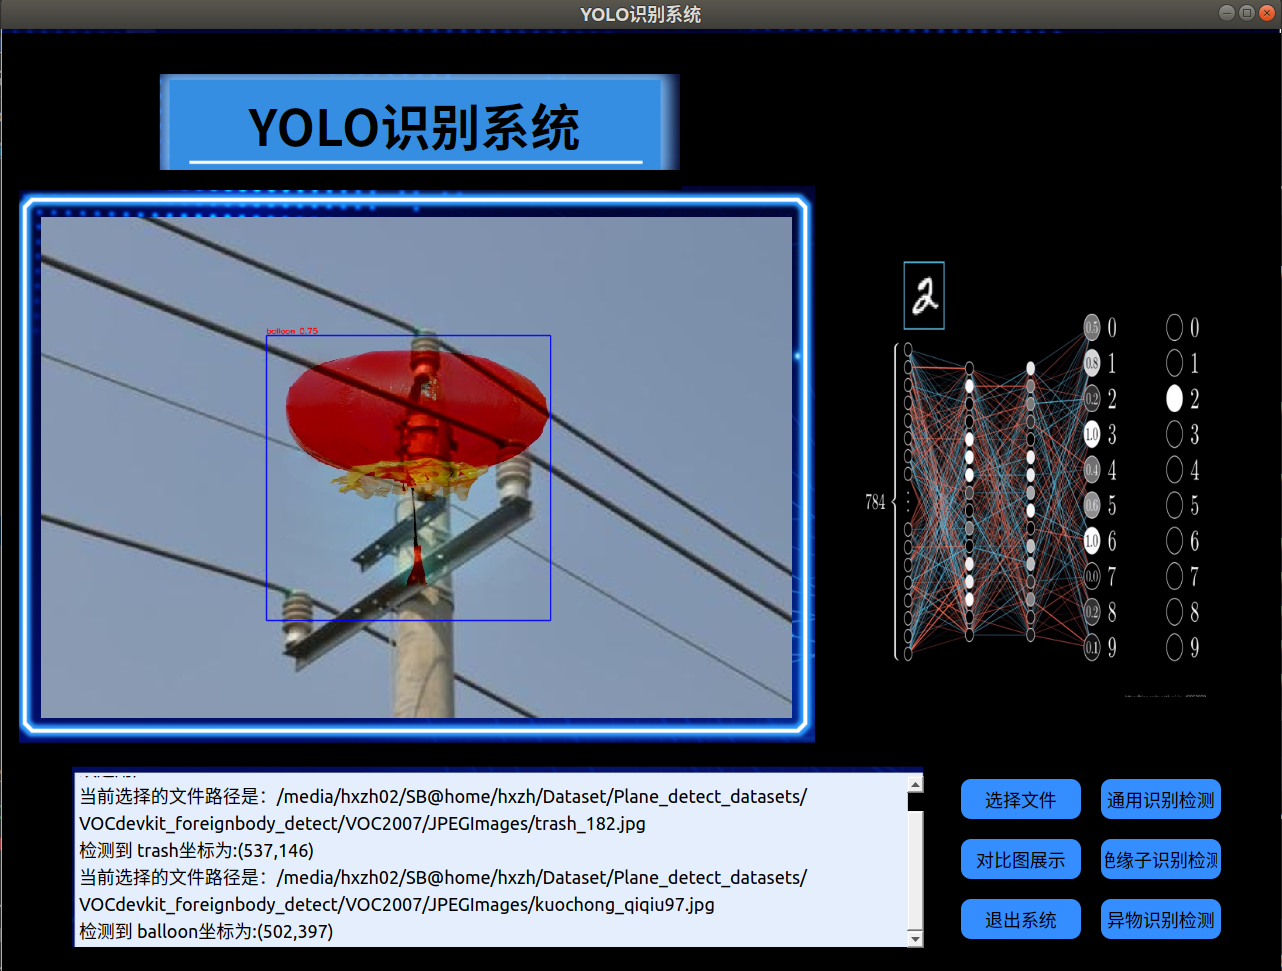 YOLO识别系统
YOLO识别系统
balloon 0.75
784
0.5 0 0
0.8 1 1
0.2 2 2
1.0 3 3
0.4 4 4
0.6 5 5
1.0 6 6
0.0 7 7
0.2 8 8
0.1 9 9
当前选择的文件路径是：/media/hxzh02/SB@home/hxzh/Dataset/Plane_detect_datasets/
VOCdevkit_foreignbody_detect/VOC2007/JPEGImages/trash_182.jpg
检测到 trash坐标为:(537,146)
当前选择的文件路径是：/media/hxzh02/SB@home/hxzh/Dataset/Plane_detect_datasets/
VOCdevkit_foreignbody_detect/VOC2007/JPEGImages/kuochong_qiqiu97.jpg
检测到 balloon坐标为:(502,397)
选择文件 通用识别检测
对比图展示 绝缘子识别检测
退出系统 异物识别检测